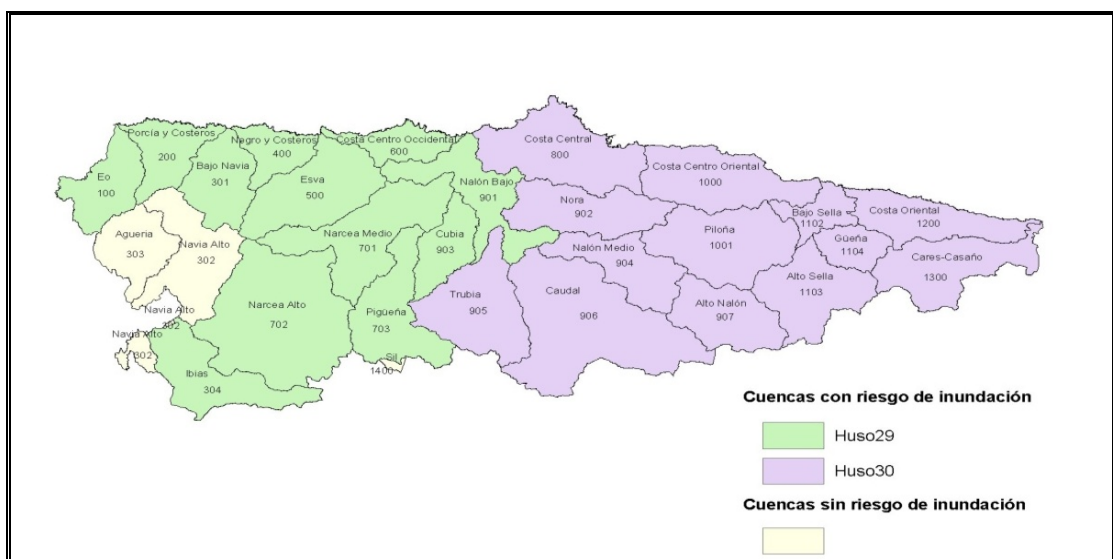 Porcía y Costeros
200
Negro y Costeros
400
Costa Centro Occidental
600
Costa Central
800
Eo
100
Bajo Navia
301
Esva
500
Nalón Bajo
901
Costa Centro Oriental
1000
Nora
902
Bajo Sella
1102
Costa Oriental
1200
Agueria
303
Navia Alto
302
Narcea Medio
701
Cubia
903
Nalón Medio
904
Piloña
1001
Güeña
1104
Cares-Casaño
1300
Navia Alto
302
Narcea Alto
702
Pigüeña
703
Trubia
905
Caudal
906
Alto Nalón
907
Alto Sella
1103
Navia Alto
302
Ibias
304
Sil
1400
Cuencas con riesgo de inundación
Huso29
Huso30
Cuencas sin riesgo de inundación